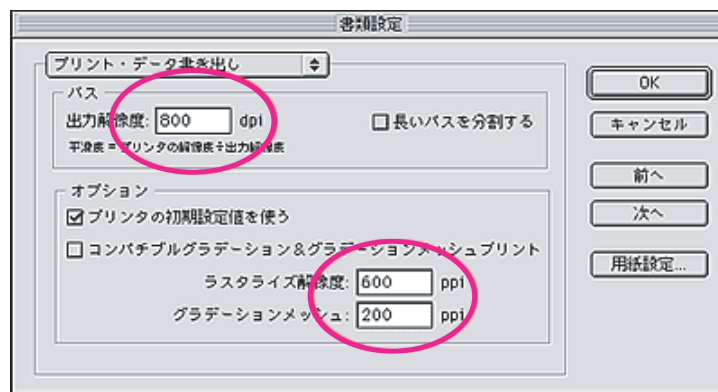 書類設定
プリント・データ書き出し
パス
出力解像度: 800 dpi
長いパスを分割する
平滑度 = プリンタの解像度÷出力解像度
オプション
プリンタの初期設定値を使う
コンパチブルグラデーション&グラデーションメッシュプリント
ラスタライズ解像度: 600 ppi
グラデーションメッシュ: 200 ppi
OK
キャンセル
前へ
次へ
用紙設定...